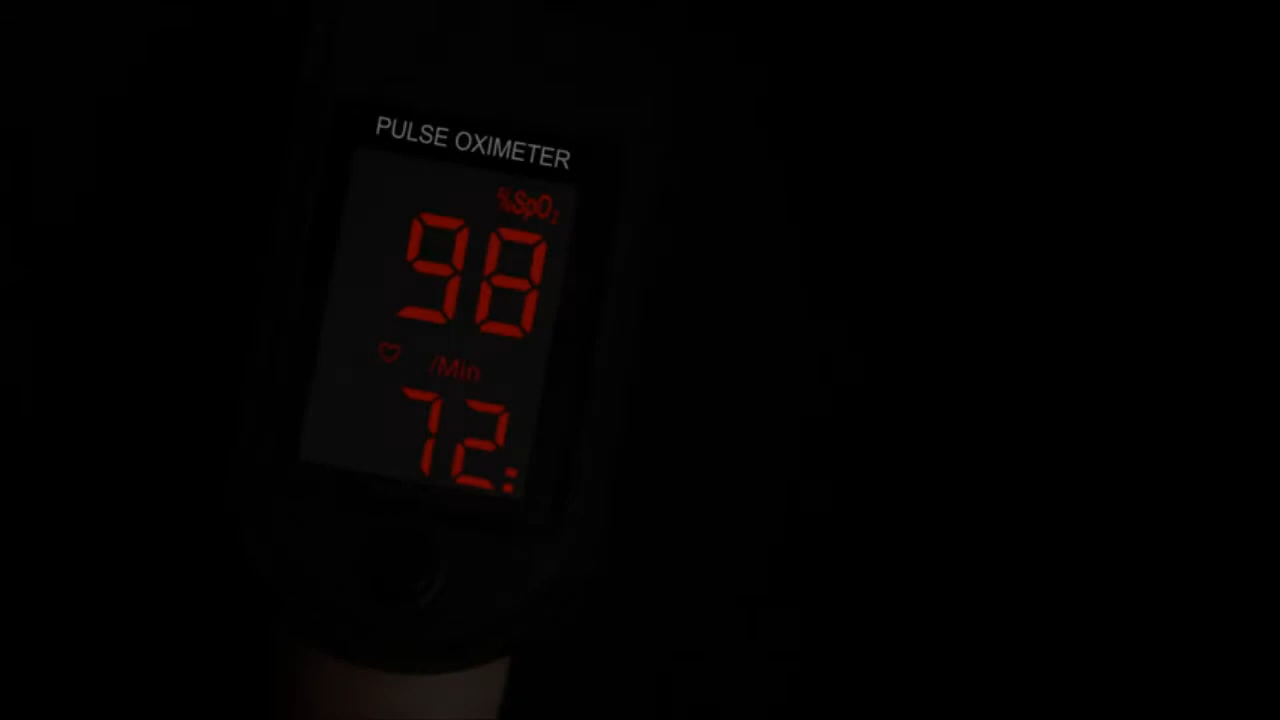 PULSE OXIMETER
%SpO₂
98
/Min
72